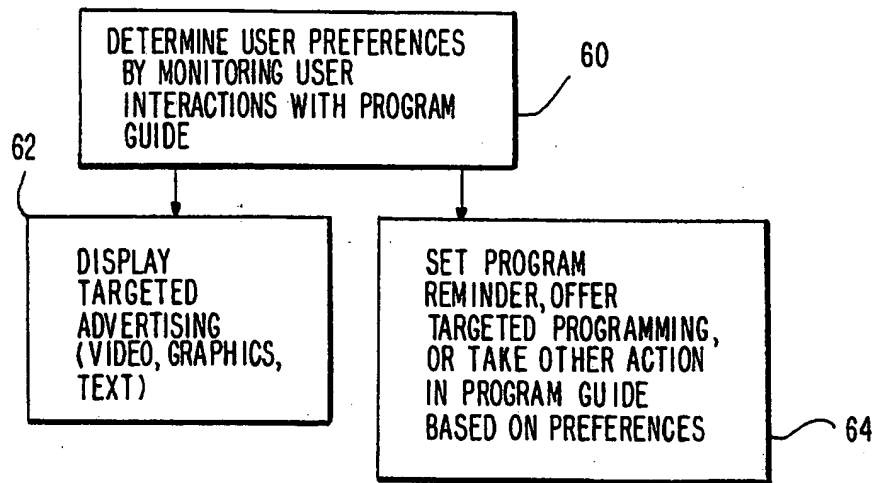 DETERMINE USER PREFERENCES
BY MONITORING USER
INTERACTIONS WITH PROGRAM
GUIDE
60
62
DISPLAY
TARGETED
ADVERTISING
(VIDEO, GRAPHICS,
TEXT)
SET PROGRAM
REMINDER, OFFER
TARGETED PROGRAMMING,
OR TAKE OTHER ACTION
IN PROGRAM GUIDE
BASED ON PREFERENCES
64